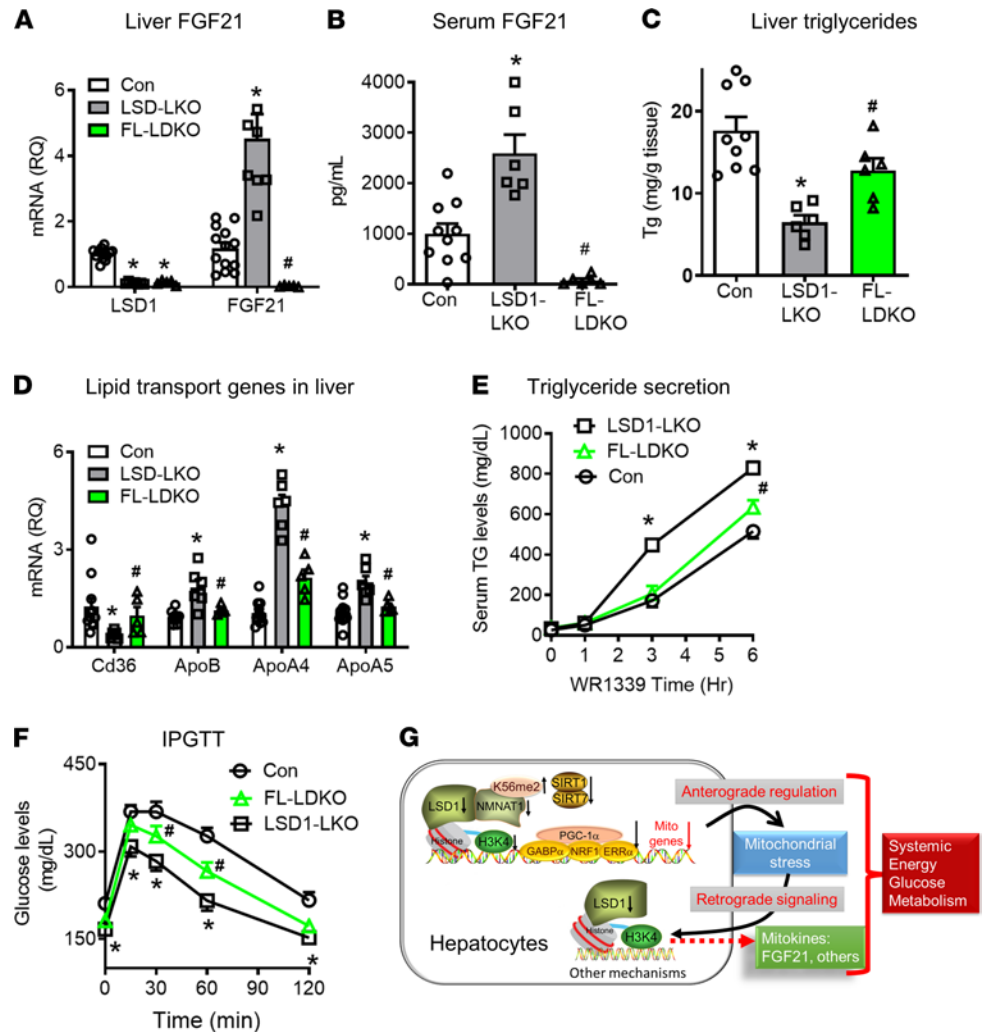 A Liver FGF21
mRNA (RQ)
6
4
2
0
Con
LSD-LKO
FL-LDKO
*
*
*
#
LSD1 FGF21
B Serum FGF21
pg/mL
4000
3000
2000
1000
0
*
#
Con LSD1- FL-
LKO LDKO
C Liver triglycerides
Tg (mg/g tissue)
20
10
0
*
#
Con LSD1- FL-
LKO LDKO
D Lipid transport genes in liver
mRNA (RQ)
6
3
0
Con
LSD-LKO
FL-LDKO
* # * # * # * #
Cd36 ApoB ApoA4 ApoA5
E Triglyceride secretion
LSD1-LKO
FL-LDKO
Con
Serum TG levels (mg/dL)
1000
800
600
400
200
0
*
*
#
0 1 2 3 4 5 6
WR1339 Time (Hr)
F IPGTT
Glucose levels
(mg/dL)
450
300
150
Con
FL-LDKO
LSD1-LKO
#
#
* * * * *
0 30 60 90 120
Time (min)
G
K56me2
SIRT1
SIRT7
LSD1
NMNAT1
Histone
H3K4
PGC-1α
GABPα NRF1 ERRα
Mito
genes
Anterograde regulation
Mitochondrial
stress
Retrograde signaling
LSD1
Histone
H3K4
Hepatocytes
Other mechanisms
Mitokines:
FGF21, others
Systemic
Energy
Glucose
Metabolism